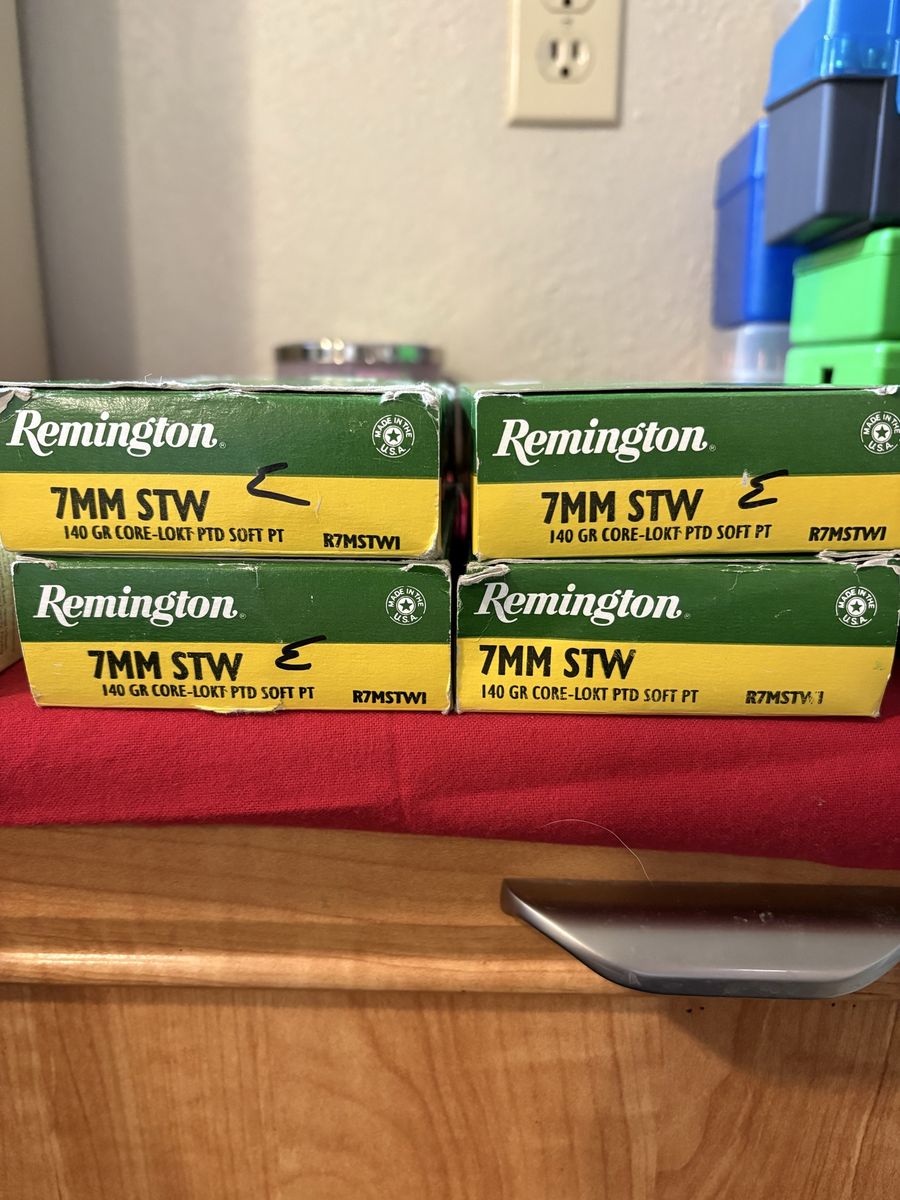 Remington®
MADE IN THE U.S.A.
7MM STW
140 GR CORE-LOKT PTD SOFT PT
R7MSTW1
Remington®
MADE IN THE U.S.A.
7MM STW
Ɛ
140 GR CORE-LOKT PTD SOFT PT
R7MSTW1
Remington®
MADE IN THE U.S.A.
7MM STW
Ɛ
140 GR CORE-LOKT PTD SOFT PT
R7MSTW1
Remington®
MADE IN THE U.S.A.
7MM STW
140 GR CORE-LOKT PTD SOFT PT
R7MSTW1